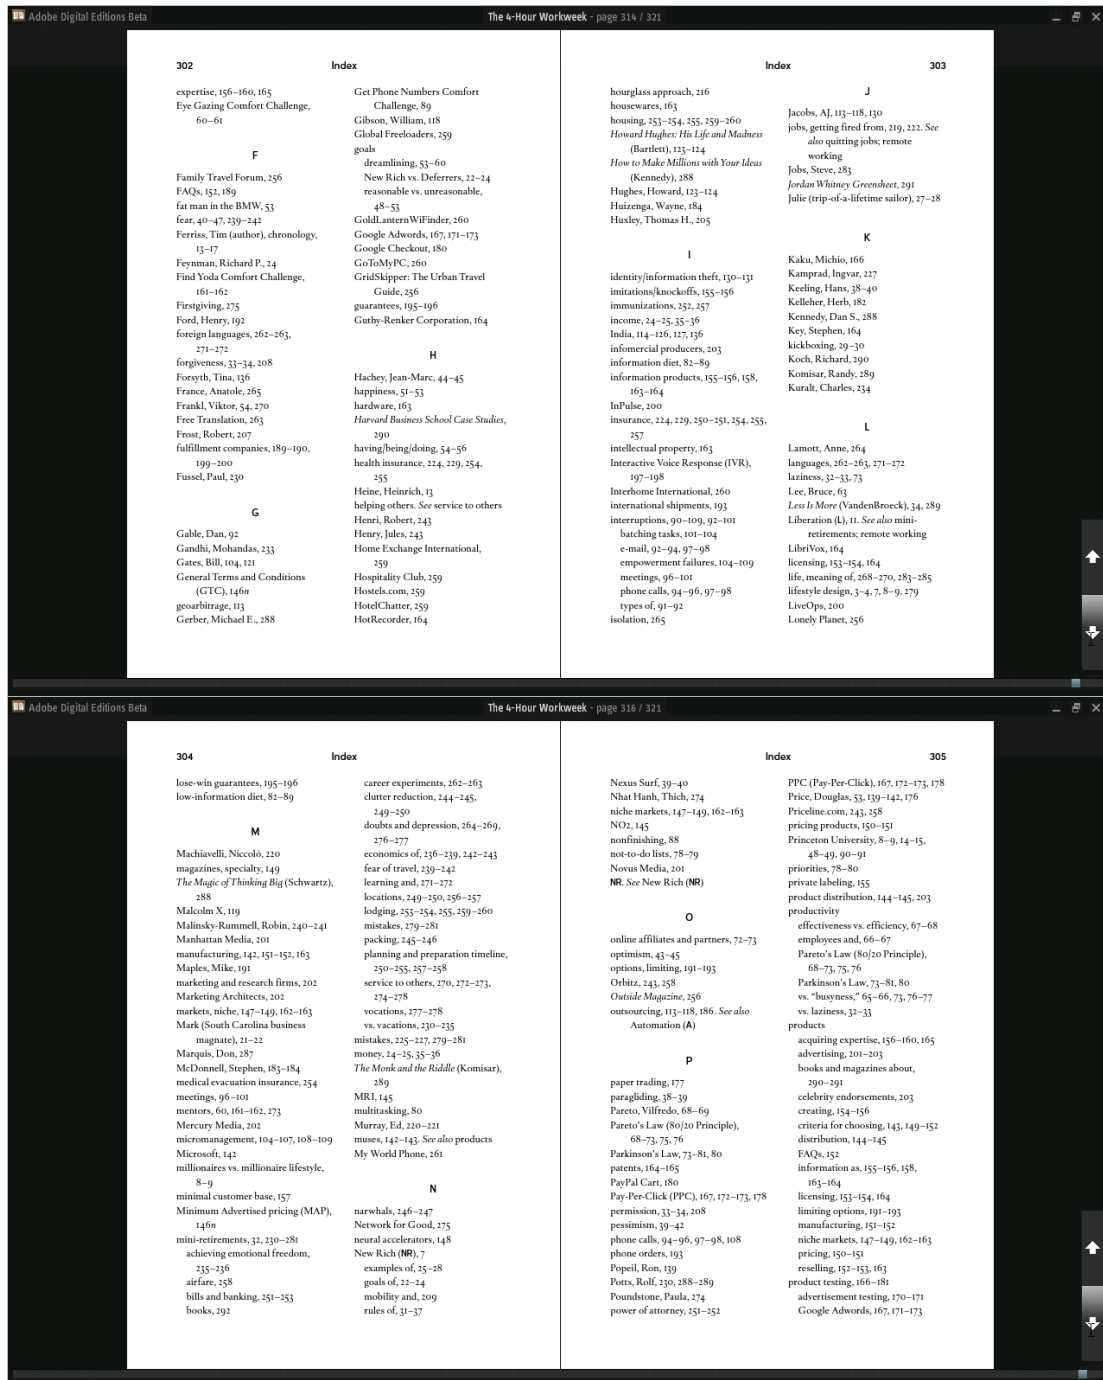 Adobe Digital Editions Beta
The 4-Hour Workweek - page 314 / 321
302
Index
expertise, 156–160, 165
Eye Gazing Comfort Challenge,
60–61
F
Family Travel Forum, 256
FAQs, 152, 189
fat man in the BMW, 53
fear, 40–47, 239–242
Ferriss, Tim (author), chronology,
13–17
Feynman, Richard P., 24
Find Yoda Comfort Challenge,
161–162
Firstgiving, 275
Ford, Henry, 192
foreign languages, 262–263,
271–272
forgiveness, 33–34, 208
Forsyth, Tina, 136
France, Anatole, 265
Frankl, Viktor, 54, 270
Free Translation, 263
Frost, Robert, 207
fulfillment companies, 189–190,
199–200
Fussel, Paul, 230
G
Gable, Dan, 92
Gandhi, Mohandas, 233
Gates, Bill, 104, 121
General Terms and Conditions
(GTC), 146n
geoarbitrage, 113
Gerber, Michael E., 288
Get Phone Numbers Comfort
Challenge, 89
Gibson, William, 118
Global Freeloaders, 259
goals
dreamlining, 53–60
New Rich vs. Deferrers, 22–24
reasonable vs. unreasonable,
48–53
GoldLanternWiFinder, 260
Google Adwords, 167, 171–173
Google Checkout, 180
GoToMyPC, 260
GridSkipper: The Urban Travel
Guide, 256
guarantees, 195–196
Guthy-Renker Corporation, 164
H
Hachey, Jean-Marc, 44–45
happiness, 51–53
hardware, 163
Harvard Business School Case Studies,
290
having/being/doing, 54–56
health insurance, 224, 229, 254,
255
Heine, Heinrich, 13
helping others. See service to others
Henri, Robert, 243
Henry, Jules, 243
Home Exchange International,
259
Hospitality Club, 259
Hostels.com, 259
HotelChatter, 259
HotRecorder, 164
Index
303
hourglass approach, 216
housewares, 163
housing, 253–254, 255, 259–260
Howard Hughes: His Life and Madness
(Bartlett), 123–124
How to Make Millions with Your Ideas
(Kennedy), 288
Hughes, Howard, 123–124
Huizenga, Wayne, 184
Huxley, Thomas H., 205
I
identity/information theft, 130–131
imitations/knockoffs, 155–156
immunizations, 252, 257
income, 24–25, 35–36
India, 114–126, 127, 136
infomercial producers, 203
information diet, 82–89
information products, 155–156, 158,
163–164
InPulse, 200
insurance, 224, 229, 250–251, 254, 255,
257
intellectual property, 163
Interactive Voice Response (IVR),
197–198
Interhome International, 260
international shipments, 193
interruptions, 90–109, 92–101
batching tasks, 101–104
e-mail, 92–94, 97–98
empowerment failures, 104–109
meetings, 96–101
phone calls, 94–96, 97–98
types of, 91–92
isolation, 265
J
Jacobs, AJ, 113–118, 130
jobs, getting fired from, 219, 222. See
also quitting jobs; remote
working
Jobs, Steve, 283
Jordan Whitney Greensheet, 291
Julie (trip-of-a-lifetime sailor), 27–28
K
Kaku, Michio, 166
Kamprad, Ingvar, 227
Keeling, Hans, 38–40
Kelleher, Herb, 182
Kennedy, Dan S., 288
Key, Stephen, 164
kickboxing, 29–30
Koch, Richard, 290
Komisar, Randy, 289
Kuralt, Charles, 234
L
Lamott, Anne, 264
languages, 262–263, 271–272
laziness, 32–33, 73
Lee, Bruce, 63
Less Is More (VandenBroeck), 34, 289
Liberation (L), 11. See also mini-
retirements; remote working
LibriVox, 164
licensing, 153–154, 164
life, meaning of, 268–270, 283–285
lifestyle design, 3–4, 7, 8–9, 279
LiveOps, 200
Lonely Planet, 256
Adobe Digital Editions Beta
The 4-Hour Workweek - page 316 / 321
304
Index
lose-win guarantees, 195–196
low-information diet, 82–89
M
Machiavelli, Niccolò, 220
magazines, specialty, 149
The Magic of Thinking Big (Schwartz),
288
Malcolm X, 119
Malinsky-Rummell, Robin, 240–241
Manhattan Media, 201
manufacturing, 142, 151–152, 163
Maples, Mike, 191
marketing and research firms, 202
Marketing Architects, 202
markets, niche, 147–149, 162–163
Mark (South Carolina business
magnate), 21–22
Marquis, Don, 287
McDonnell, Stephen, 183–184
medical evacuation insurance, 254
meetings, 96–101
mentors, 60, 161–162, 273
Mercury Media, 202
micromanagement, 104–107, 108–109
Microsoft, 142
millionaires vs. millionaire lifestyle,
8–9
minimal customer base, 157
Minimum Advertised pricing (MAP),
146n
mini-retirements, 32, 230–281
achieving emotional freedom,
235–236
airfare, 258
bills and banking, 251–253
books, 292
career experiments, 262–263
clutter reduction, 244–245,
249–250
doubts and depression, 264–269,
276–277
economics of, 236–239, 242–243
fear of travel, 239–242
learning and, 271–272
locations, 249–250, 256–257
lodging, 253–254, 255, 259–260
mistakes, 279–281
packing, 245–246
planning and preparation timeline,
250–255, 257–258
service to others, 270, 272–273,
274–278
vocations, 277–278
vs. vacations, 230–235
mistakes, 225–227, 279–281
money, 24–25, 35–36
The Monk and the Riddle (Komisar),
289
MRI, 145
multitasking, 80
Murray, Ed, 220–221
muses, 142–143. See also products
My World Phone, 261
N
narwhals, 246–247
Network for Good, 275
neural accelerators, 148
New Rich (NR), 7
examples of, 25–28
goals of, 22–24
mobility and, 209
rules of, 31–37
Index
305
Nexus Surf, 39–40
Nhat Hanh, Thich, 274
niche markets, 147–149, 162–163
NO2, 145
nonfinishing, 88
not-to-do lists, 78–79
Novus Media, 201
NR. See New Rich (NR)
O
online affiliates and partners, 72–73
optimism, 43–45
options, limiting, 191–193
Orbitz, 243, 258
Outside Magazine, 256
outsourcing, 113–118, 186. See also
Automation (A)
P
paper trading, 177
paragliding, 38–39
Pareto, Vilfredo, 68–69
Pareto's Law (80/20 Principle),
68–73, 75, 76
Parkinson's Law, 73–81, 80
patents, 164–165
PayPal Cart, 180
Pay-Per-Click (PPC), 167, 172–173, 178
permission, 33–34, 208
pessimism, 39–42
phone calls, 94–96, 97–98, 108
phone orders, 193
Popeil, Ron, 139
Potts, Rolf, 230, 288–289
Poundstone, Paula, 274
power of attorney, 251–252
PPC (Pay-Per-Click), 167, 172–173, 178
Price, Douglas, 53, 139–142, 176
Priceline.com, 243, 258
pricing products, 150–151
Princeton University, 8–9, 14–15,
48–49, 90–91
priorities, 78–80
private labeling, 155
product distribution, 144–145, 203
productivity
effectiveness vs. efficiency, 67–68
employees and, 66–67
Pareto's Law (80/20 Principle),
68–73, 75, 76
Parkinson's Law, 73–81, 80
vs. "busyness," 65–66, 73, 76–77
vs. laziness, 32–33
products
acquiring expertise, 156–160, 165
advertising, 201–203
books and magazines about,
290–291
celebrity endorsements, 203
creating, 154–156
criteria for choosing, 143, 149–152
distribution, 144–145
FAQs, 152
information as, 155–156, 158,
163–164
licensing, 153–154, 164
limiting options, 191–193
manufacturing, 151–152
niche markets, 147–149, 162–163
pricing, 150–151
reselling, 152–153, 163
product testing, 166–181
advertisement testing, 170–171
Google Adwords, 167, 171–173